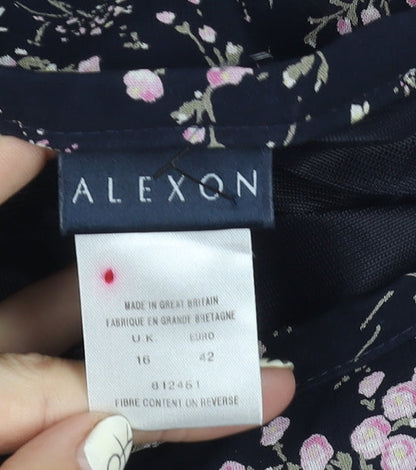 ALEXON
MADE IN GREAT BRITAIN
FABRIQUE EN GRANDE BRETAGNE
U.K. EURO
16 42
812461
FIBRE CONTENT ON REVERSE